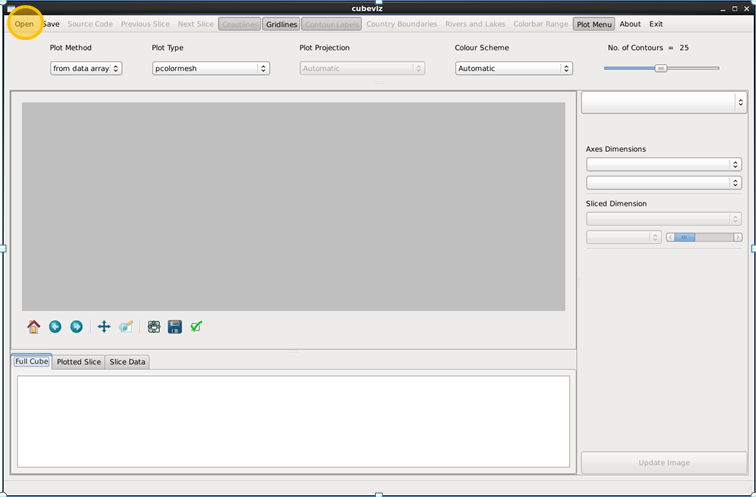 cubeviz
Open Save Source Code Previous Slice Next Slice Coastlines Gridlines Contour Labels Country Boundaries Rivers and Lakes Colorbar Range Plot Menu About Exit
Plot Method Plot Type Plot Projection Colour Scheme No. of Contours = 25
from data array pcolormesh Automatic Automatic
Axes Dimensions
Sliced Dimension
Full Cube Plotted Slice Slice Data
Update Image